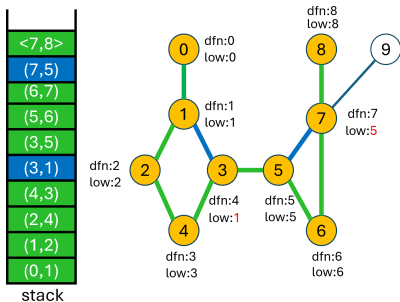 <7,8>
(7,5)
(6,7)
(5,6)
(3,5)
(3,1)
(4,3)
(2,4)
(1,2)
(0,1)
stack
0
dfn:0
low:0
1
dfn:1
low:1
2
dfn:2
low:2
3
dfn:4
low:1
4
dfn:3
low:3
5
dfn:5
low:5
6
dfn:6
low:6
7
dfn:7
low:5
8
dfn:8
low:8
9